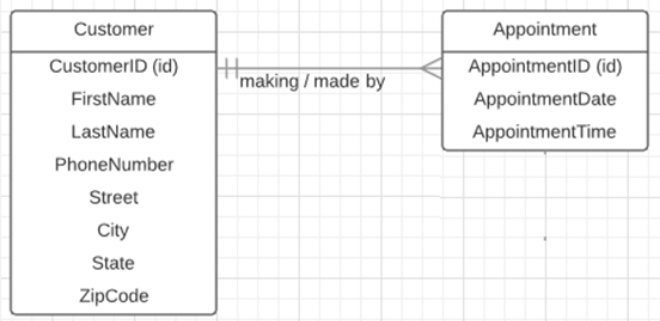 Customer
CustomerID (id)
FirstName
LastName
PhoneNumber
Street
City
State
ZipCode
making / made by
Appointment
AppointmentID (id)
AppointmentDate
AppointmentTime